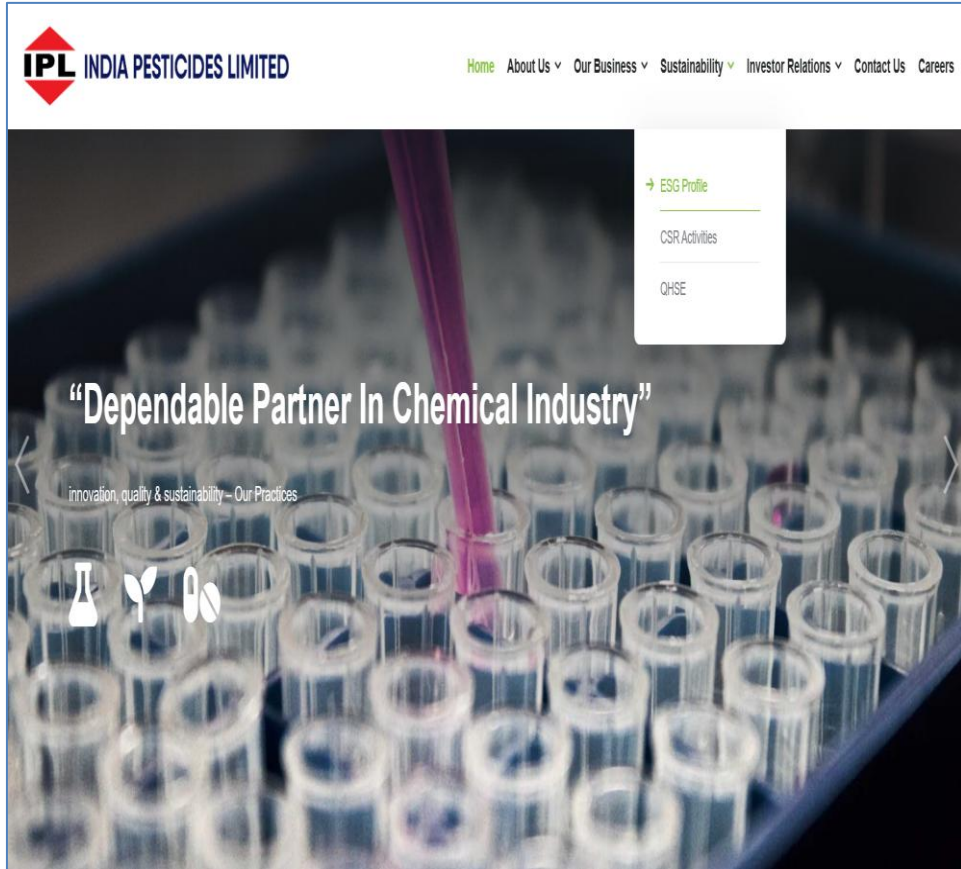 IPL INDIA PESTICIDES LIMITED
Home About Us Our Business Sustainability Investor Relations Contact Us Careers
ESG Profile
CSR Activities
QHSE
“Dependable Partner In Chemical Industry”
innovation, quality & sustainability – Our Practices